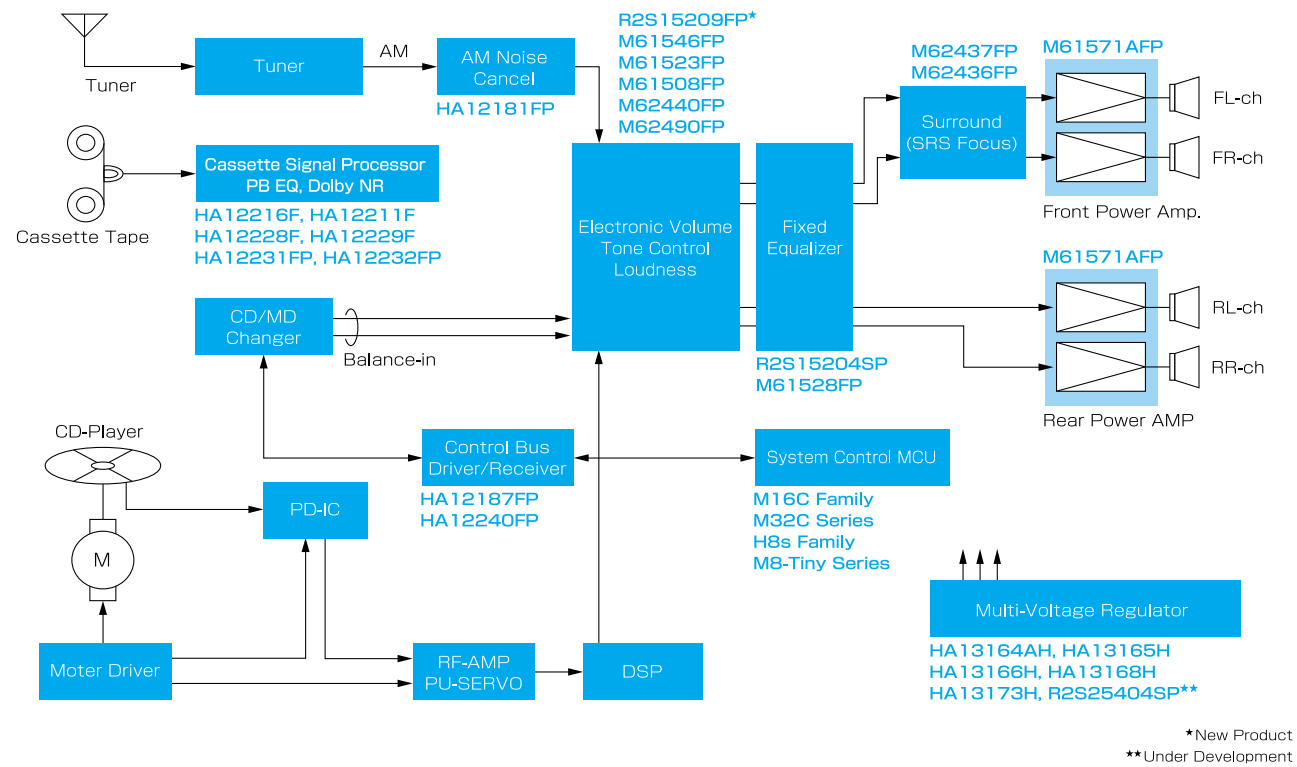 Tuner
Tuner
AM
AM Noise
Cancel
HA12181FP
R2S15209FP★
M61546FP
M61523FP
M61508FP
M62440FP
M62490FP
M62437FP
M62436FP
M61571AFP
Surround
(SRS Focus)
FL-ch
FR-ch
Front Power Amp.
Cassette Tape
Cassette Signal Processor
PB EQ, Dolby NR
HA12216F, HA12211F
HA12228F, HA12229F
HA12231FP, HA12232FP
Electronic Volume
Tone Control
Loudness
Fixed
Equalizer
R2S15204SP
M61528FP
M61571AFP
RL-ch
RR-ch
Rear Power AMP
CD/MD
Changer
Balance-in
CD-Player
M
PD-IC
Control Bus
Driver/Receiver
HA12187FP
HA12240FP
System Control MCU
M16C Family
M32C Series
H8s Family
M8-Tiny Series
Moter Driver
RF-AMP
PU-SERVO
DSP
Multi-Voltage Regulator
HA13164AH, HA13165H
HA13166H, HA13168H
HA13173H, R2S25404SP★★
★New Product
★★Under Development